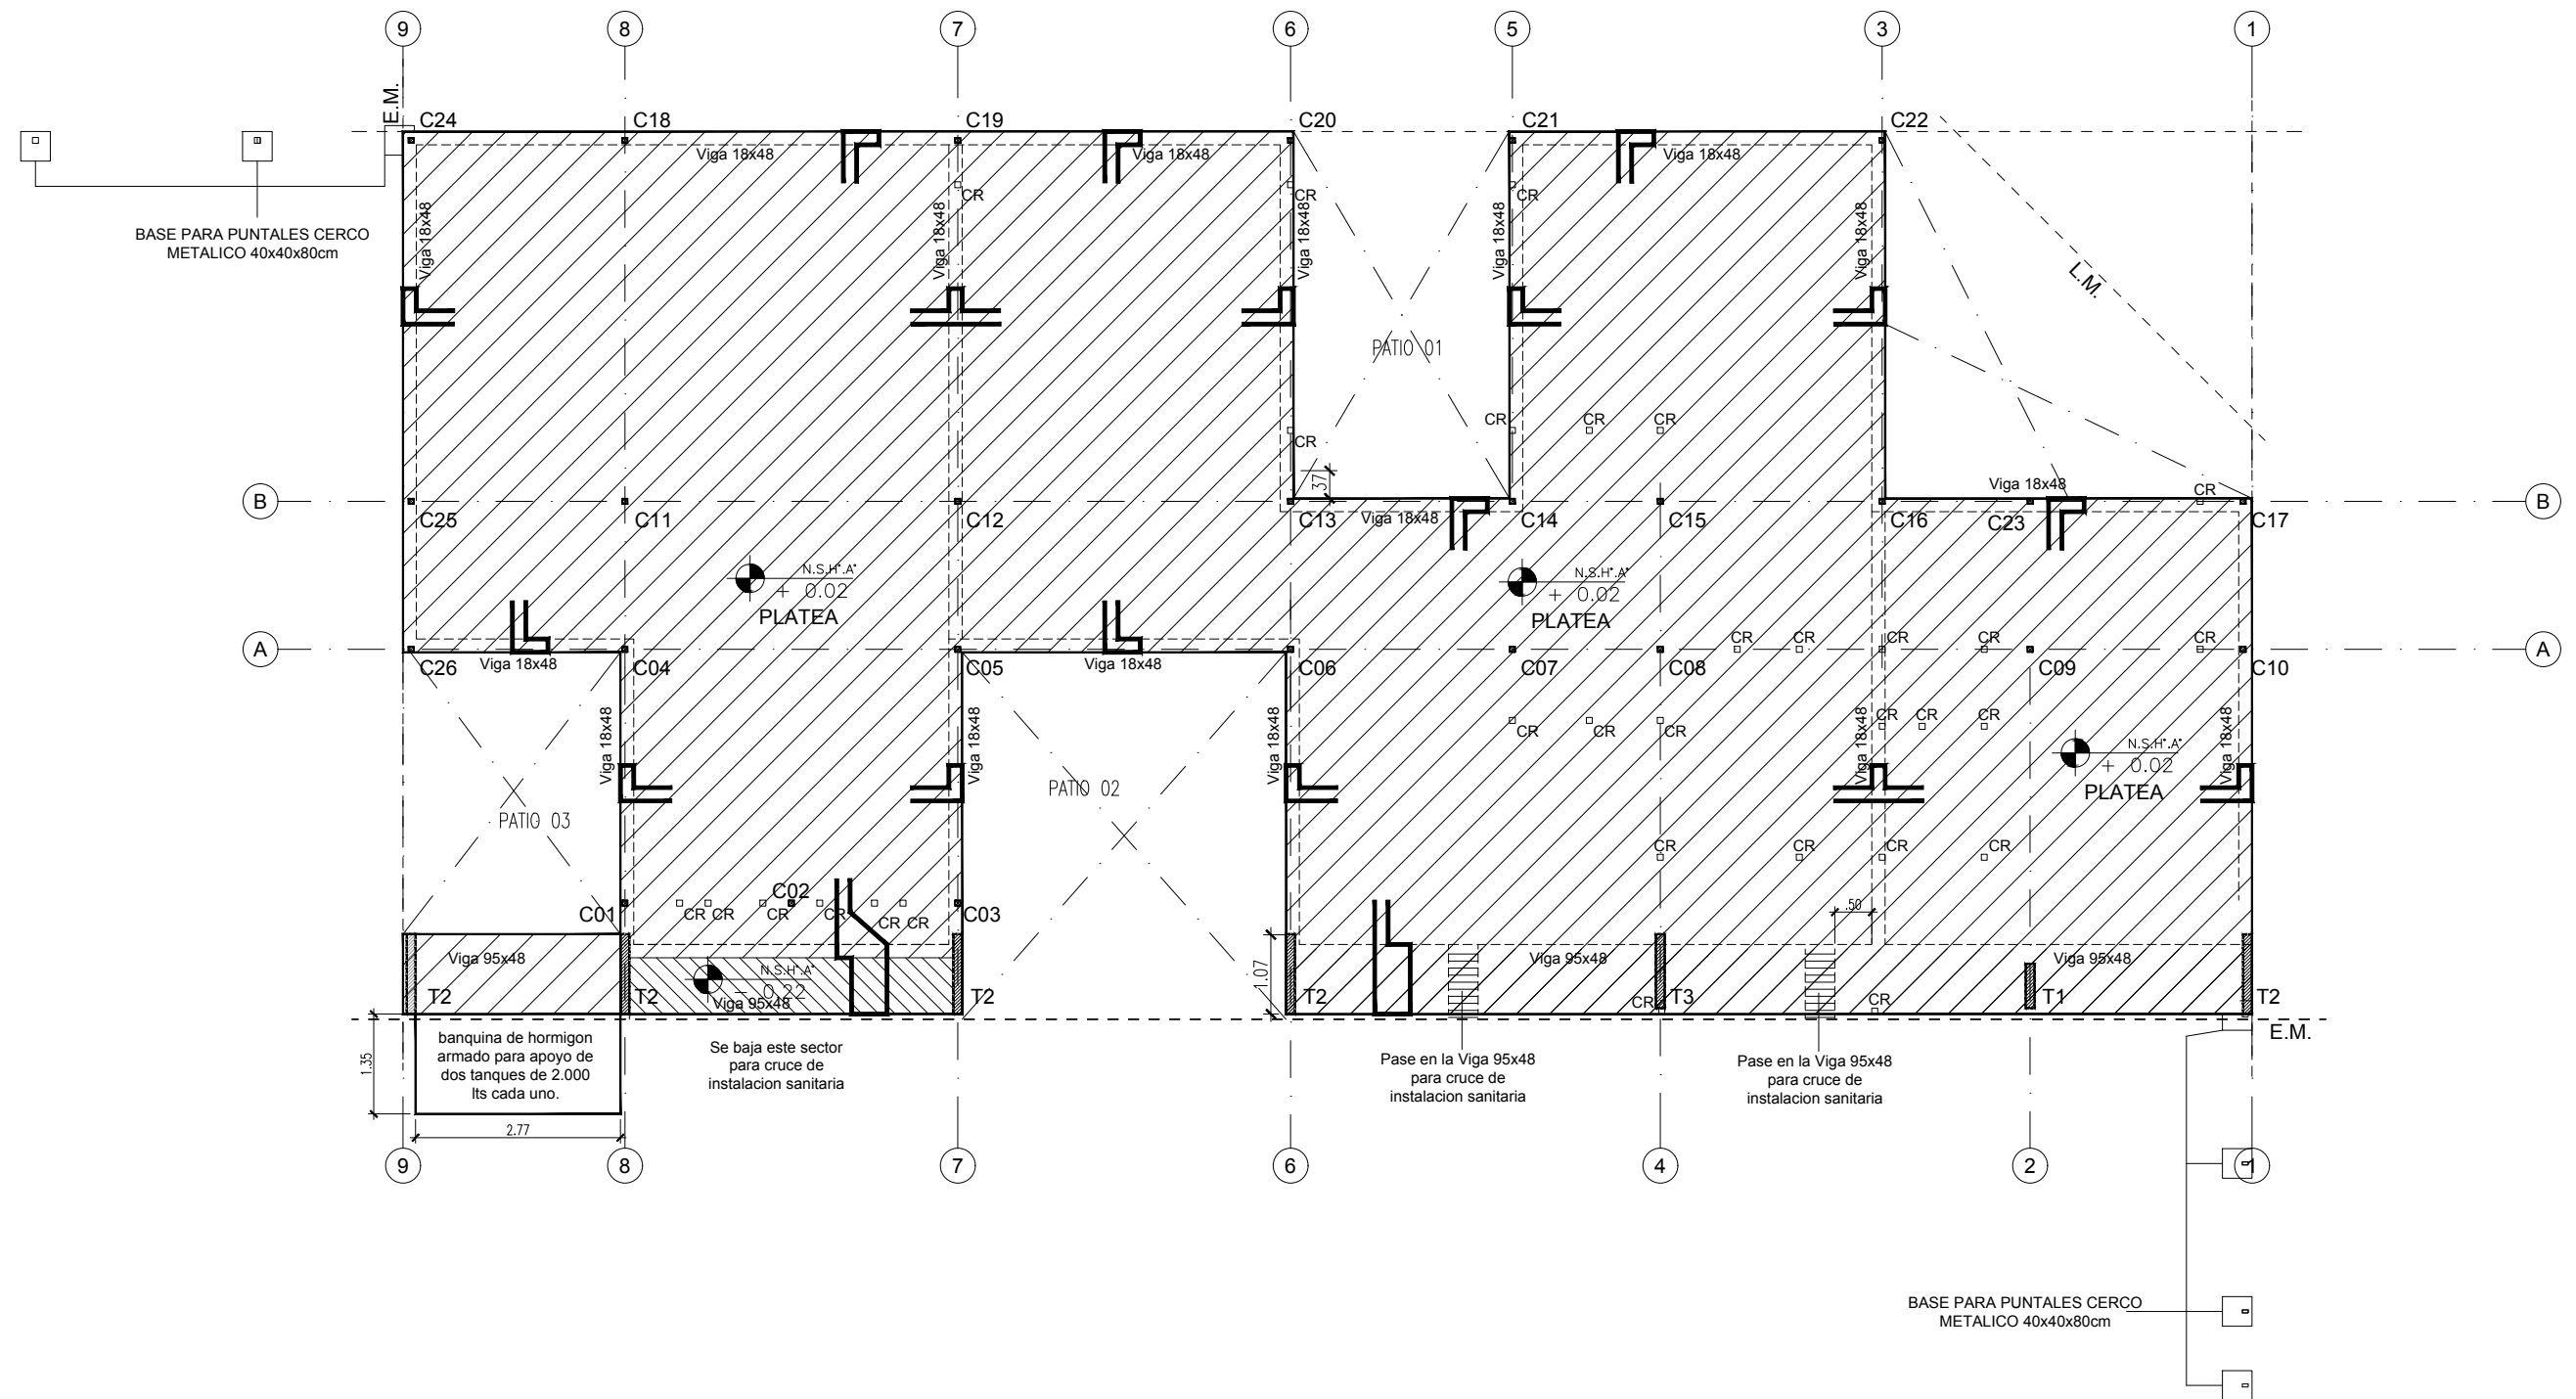 9
8
7
6
5
3
1
E.M.
C24
C18
C19
C20
C21
C22
Viga 18x48
Viga 18x48
Viga 18x48
CR
CR
CR
Viga 18x48
Viga 18x48
Viga 18x48
Viga 18x48
Viga 18x48
BASE PARA PUNTALES CERCO
METALICO 40x40x80cm
L.M.
PATIO 01
CR
CR
CR
CR
.37
Viga 18x48
CR
B
B
C25
C11
C12
C13
Viga 18x48
C14
C15
C16
C23
C17
N.S.H°.A°
+ 0.02
PLATEA
N.S.H°.A°
+ 0.02
PLATEA
A
A
CR
CR
CR
CR
CR
C26
Viga 18x48
C04
C05
Viga 18x48
C06
C07
C08
C09
C10
CR
CR
CR
CR
CR
CR
Viga 18x48
Viga 18x48
Viga 18x48
Viga 18x48
Viga 18x48
N.S.H°.A°
+ 0.02
PLATEA
PATIO 03
PATIO 02
CR
CR
CR
CR
C01
CR
CR
CR
C02
CR
CR
CR
C03
.50
Viga 95x48
Viga 95x48
Viga 95x48
N.S.H°.A°
- 0.22
Viga 95x48
1.07
T2
T2
T2
T2
CR
T3
CR
T1
T2
E.M.
1.35
banquina de hormigon
armado para apoyo de
dos tanques de 2.000
lts cada uno.
Se baja este sector
para cruce de
instalacion sanitaria
Pase en la Viga 95x48
para cruce de
instalacion sanitaria
Pase en la Viga 95x48
para cruce de
instalacion sanitaria
2.77
9
8
7
6
4
2
1
BASE PARA PUNTALES CERCO
METALICO 40x40x80cm